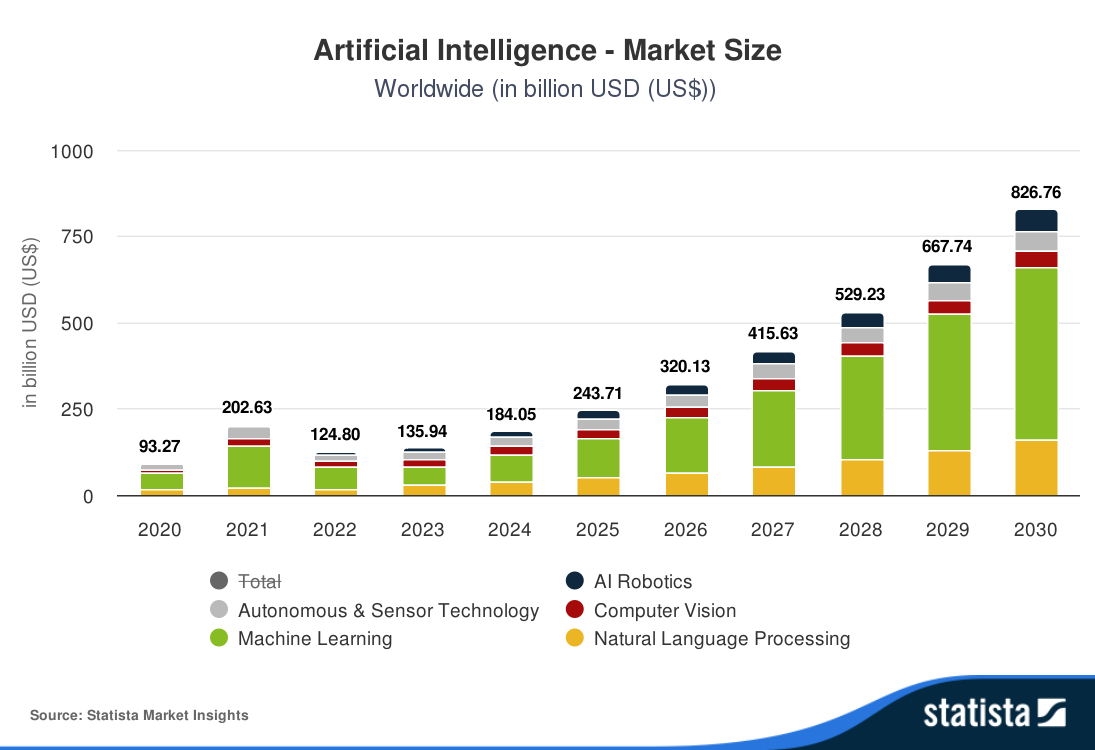 Artificial Intelligence - Market Size
Worldwide (in billion USD (US$))
in billion USD (US$)
1000
750
500
250
0
93.27
202.63
124.80
135.94
184.05
243.71
320.13
415.63
529.23
667.74
826.76
2020 2021 2022 2023 2024 2025 2026 2027 2028 2029 2030
Total AI Robotics
Autonomous & Sensor Technology Computer Vision
Machine Learning Natural Language Processing
Source: Statista Market Insights
statista